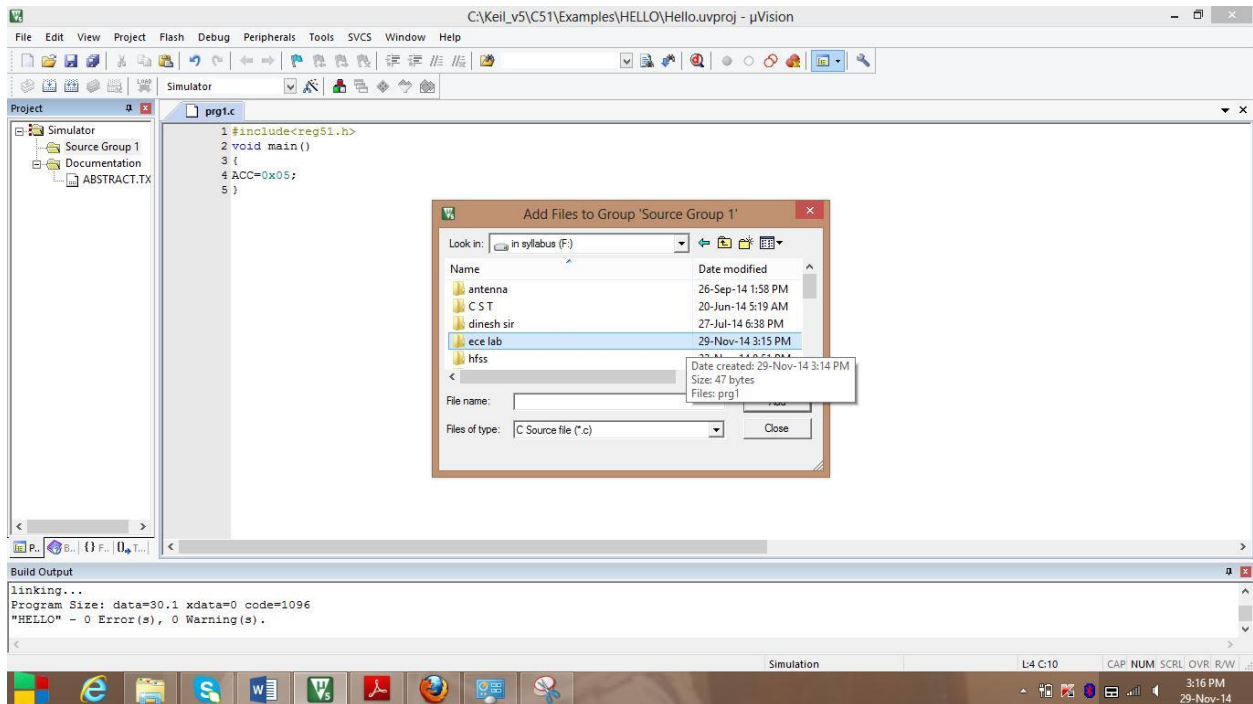 C:\Keil_v5\C51\Examples\HELLO\Hello.uvproj - µVision
File Edit View Project Flash Debug Peripherals Tools SVCS Window Help
Simulator
Project
prg1.c
Simulator
Source Group 1
Documentation
ABSTRACT.TX
1 #include<reg51.h>
2 void main()
3 {
4 ACC=0x05;
5 }
Add Files to Group 'Source Group 1'
Look in: in syllabus (F:)
Name Date modified
antenna 26-Sep-14 1:58 PM
C S T 20-Jun-14 5:19 AM
dinesh sir 27-Jul-14 6:38 PM
ece lab 29-Nov-14 3:15 PM
hfss
Date created: 29-Nov-14 3:14 PM
Size: 47 bytes
Files: prg1
File name:
Files of type: C Source file (*.c) Close
P... B... {} F... 0 T...
Build Output
linking...
Program Size: data=30.1 xdata=0 code=1096
"HELLO" - 0 Error(s), 0 Warning(s).
Simulation L:4 C:10 CAP NUM SCRL OVR R/W
3:16 PM
29-Nov-14